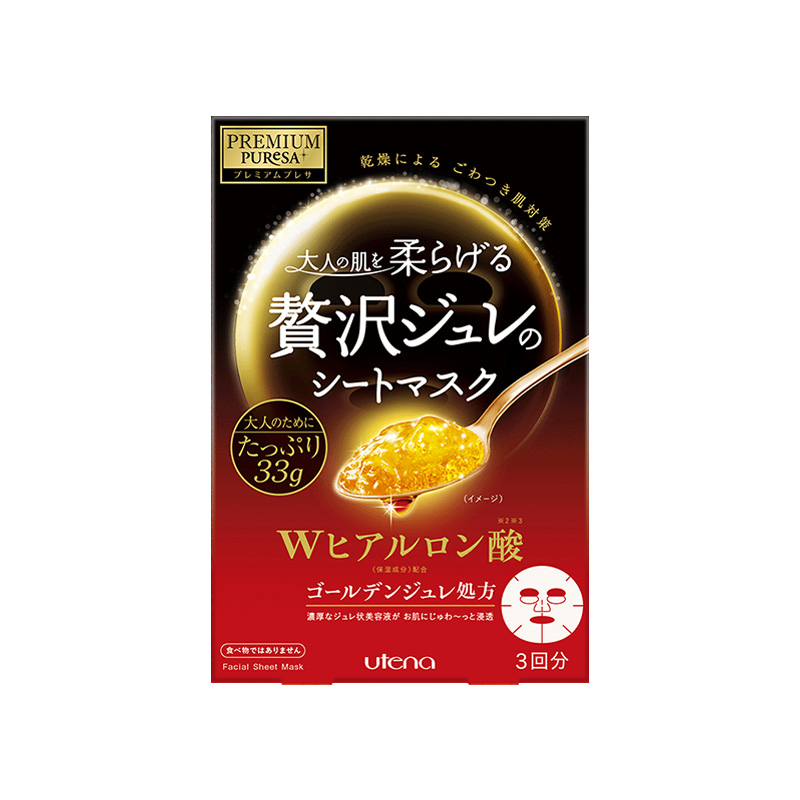 PREMIUM
PUReSA
プレミアムプレサ
乾燥による ごわつき肌対策
大人の肌を柔らげる
贅沢ジュレの
シートマスク
大人のために
たっぷり
33g
(イメージ)
※2※3
Wヒアルロン酸
(保湿成分)配合
ゴールデンジュレ処方
濃厚なジュレ状美容液が お肌にじゅわ〜っと浸透
食べ物ではありません
Facial Sheet Mask
utena
3回分